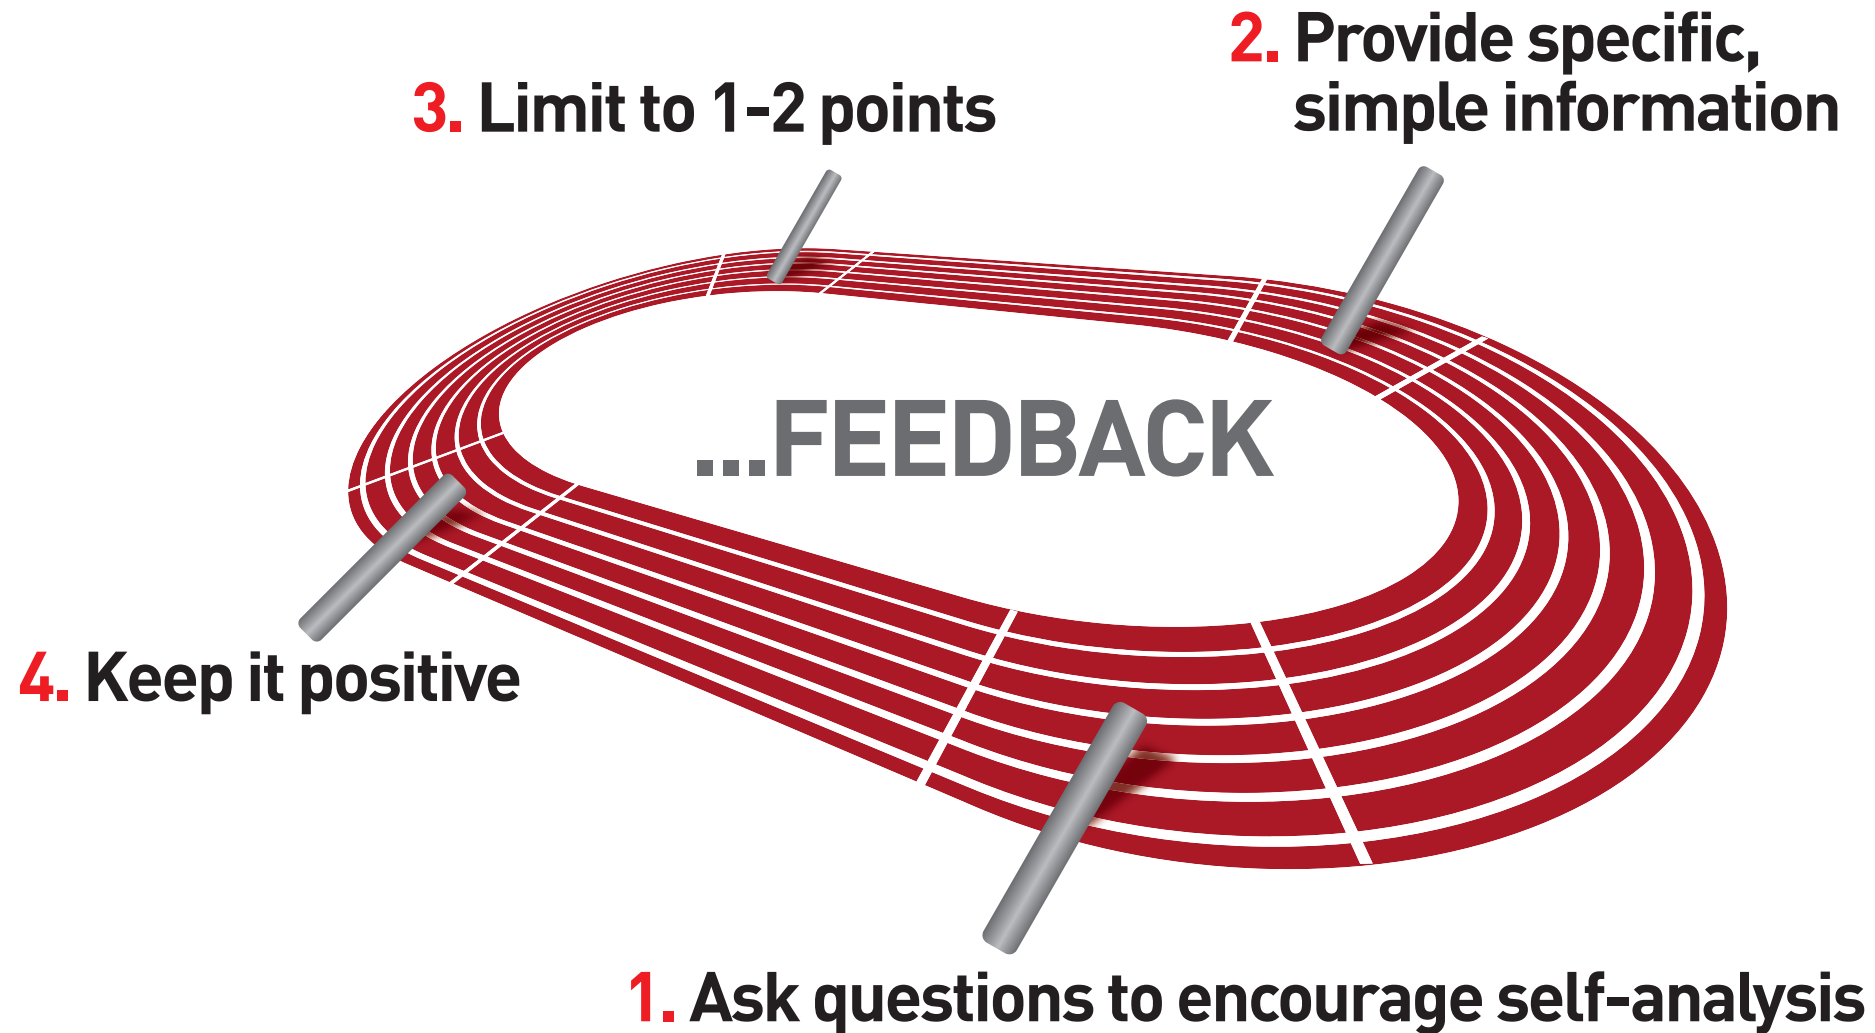 2. Provide specific,
simple information
3. Limit to 1-2 points
...FEEDBACK
4. Keep it positive
1. Ask questions to encourage self-analysis